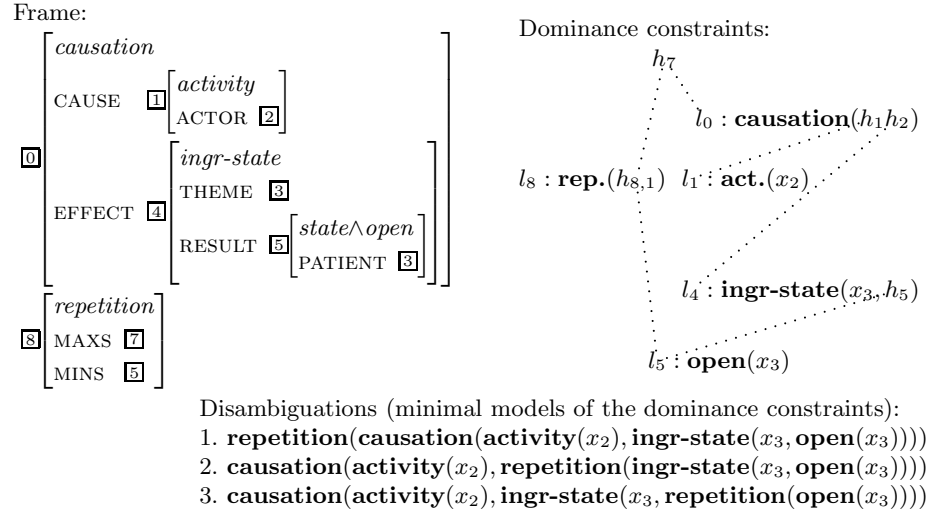 Frame:
causation
CAUSE 1 activity
ACTOR 2
0
ingr-state
THEME 3
EFFECT 4
RESULT 5 state∧open
PATIENT 3
repetition
8 MAXS 7
MINS 5
Dominance constraints:
h₇
l₀ : causation(h₁h₂)
l₈ : rep.(h₈,₁) l₁ : act.(x₂)
l₄ : ingr-state(x₃, h₅)
l₅ : open(x₃)
Disambiguations (minimal models of the dominance constraints):
1. repetition(causation(activity(x₂), ingr-state(x₃, open(x₃))))
2. causation(activity(x₂), repetition(ingr-state(x₃, open(x₃))))
3. causation(activity(x₂), ingr-state(x₃, repetition(open(x₃))))